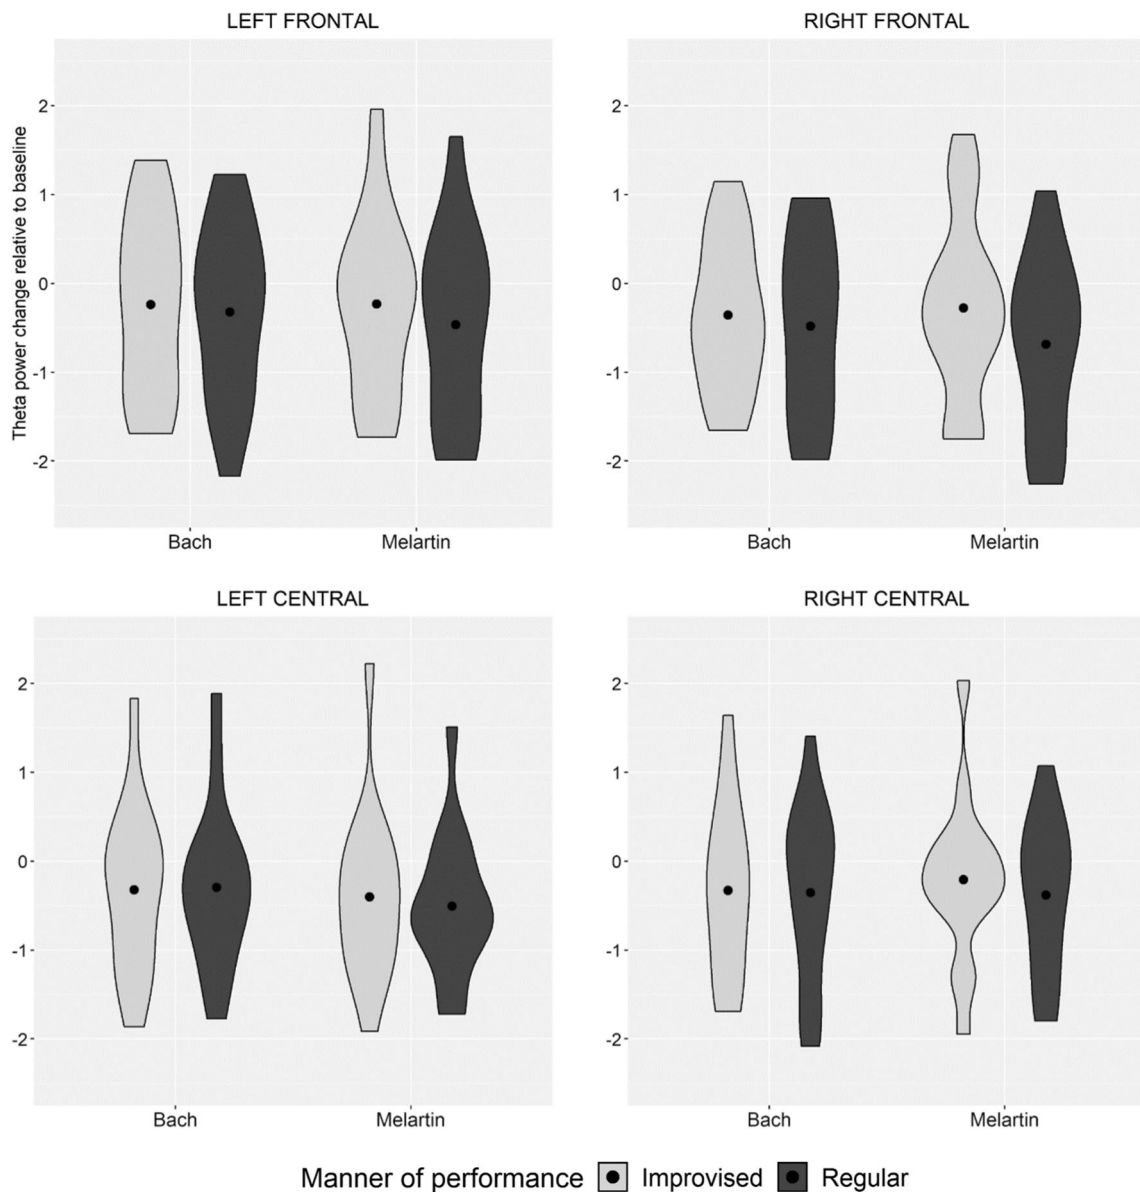 LEFT FRONTAL
RIGHT FRONTAL
Theta power change relative to baseline
2
1
0
-1
-2
Bach
Melartin
2
1
0
-1
-2
Bach
Melartin
LEFT CENTRAL
RIGHT CENTRAL
2
1
0
-1
-2
Bach
Melartin
2
1
0
-1
-2
Bach
Melartin
Manner of performance Improvised Regular